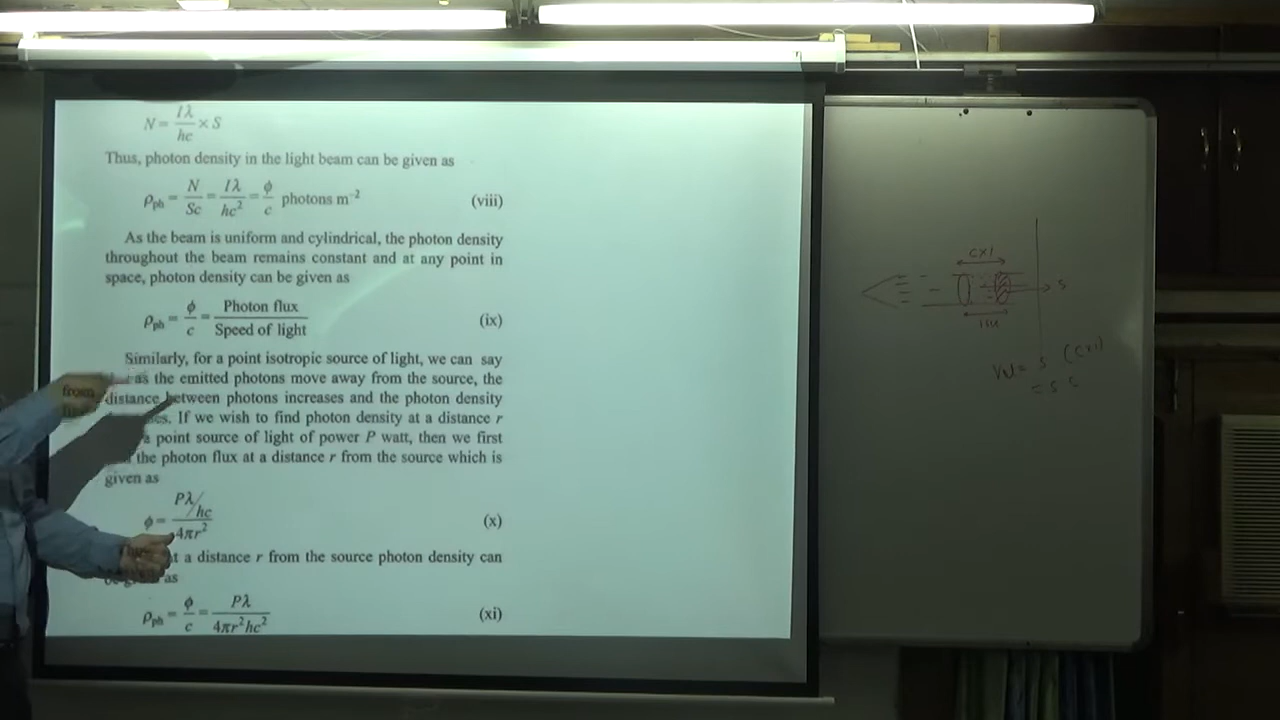 N = Iλ/hc × S
Thus, photon density in the light beam can be given as
ρph = N/Sc = Iλ/hc² = ϕ/c photons m⁻² (viii)
As the beam is uniform and cylindrical, the photon density
throughout the beam remains constant and at any point in
space, photon density can be given as
ρph = ϕ/c = Photon flux/Speed of light (ix)
Similarly, for a point isotropic source of light, we can say
as the emitted photons move away from the source, the
distance between photons increases and the photon density
If we wish to find photon density at a distance r
from a point source of light of power P watt, then we first
the photon flux at a distance r from the source which is
given as
ϕ = Pλ/hc / 4πr² (x)
at a distance r from the source photon density can
as
ρph = ϕ/c = Pλ/4πr²hc² (xi)
C×1
S
1sec
S (C×1)